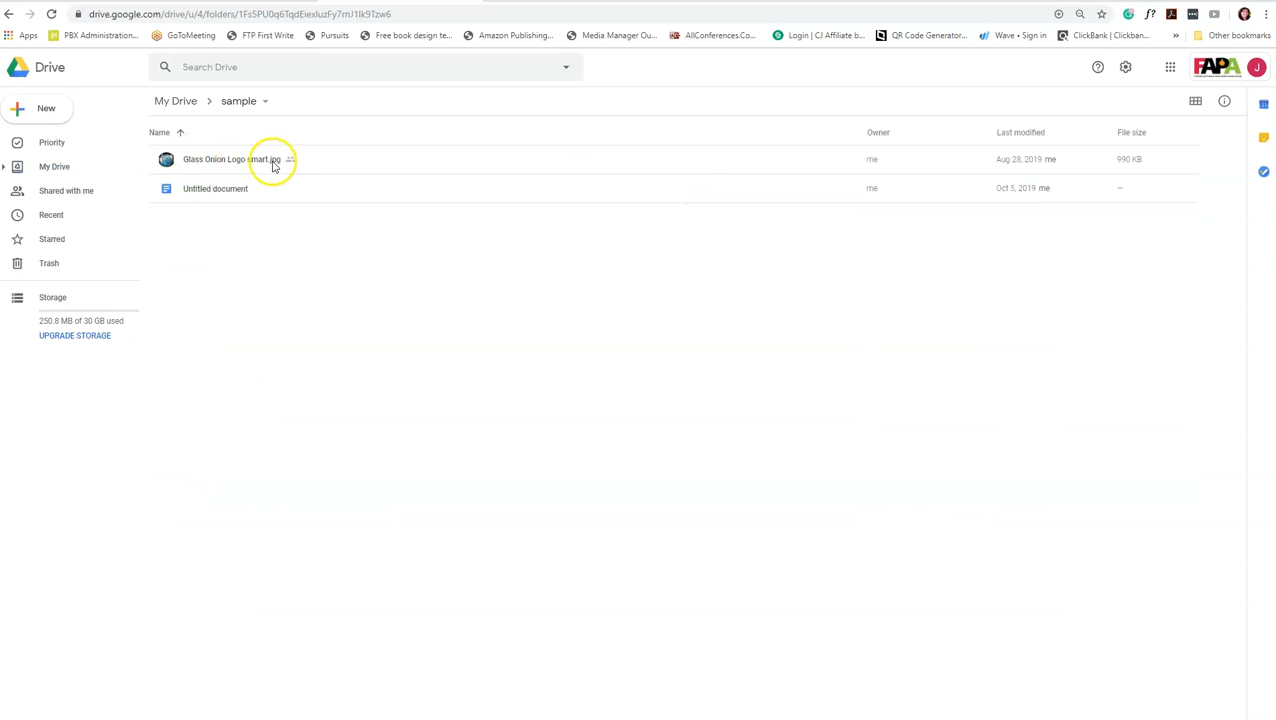 drive.google.com/drive/u/4/folders/1Fs5PU0q6TqdEiexluzFy7rnJ1Ik9Tzw6
Apps PBX Administration... GoToMeeting FTP First Write Pursuits Free book design te... Amazon Publishing... Media Manager Ou... AllConferences.Co... Login | CJ Affiliate b... QR Code Generator... Wave • Sign in ClickBank | Clickban... » Other bookmarks
Drive
Search Drive
FAPA J
New
My Drive > sample
Name Owner Last modified File size
Priority
Glass Onion Logo smart.jpg me Aug 28, 2019 me 990 KB
My Drive
Untitled document me Oct 5, 2019 me —
Shared with me
Recent
Starred
Trash
Storage
250.8 MB of 30 GB used
UPGRADE STORAGE